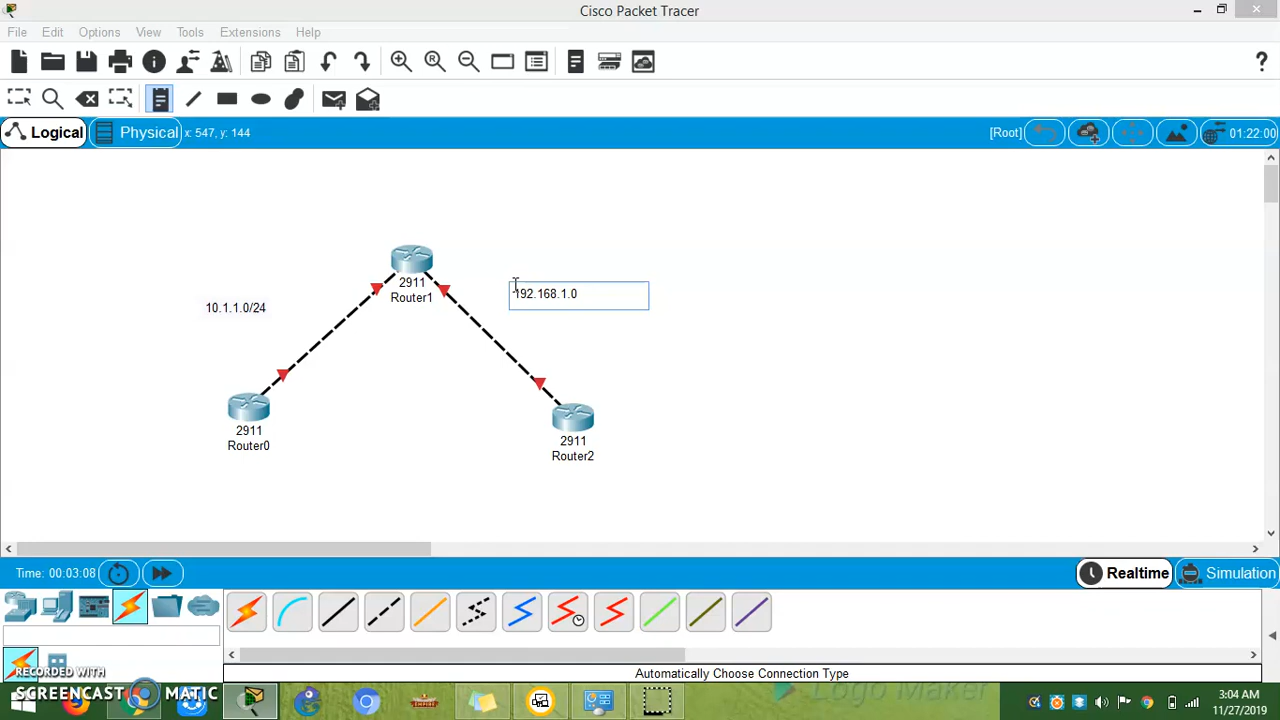 Cisco Packet Tracer
File Edit Options View Tools Extensions Help
Logical Physical x: 547, y: 144 [Root] 01:22:00
2911
Router1
10.1.1.0/24
192.168.1.0
2911
Router0
2911
Router2
Time: 00:03:08 Realtime Simulation
Automatically Choose Connection Type
RECORDED WITH
SCREENCAST MATIC
Logo Maker
3:04 AM
11/27/2019